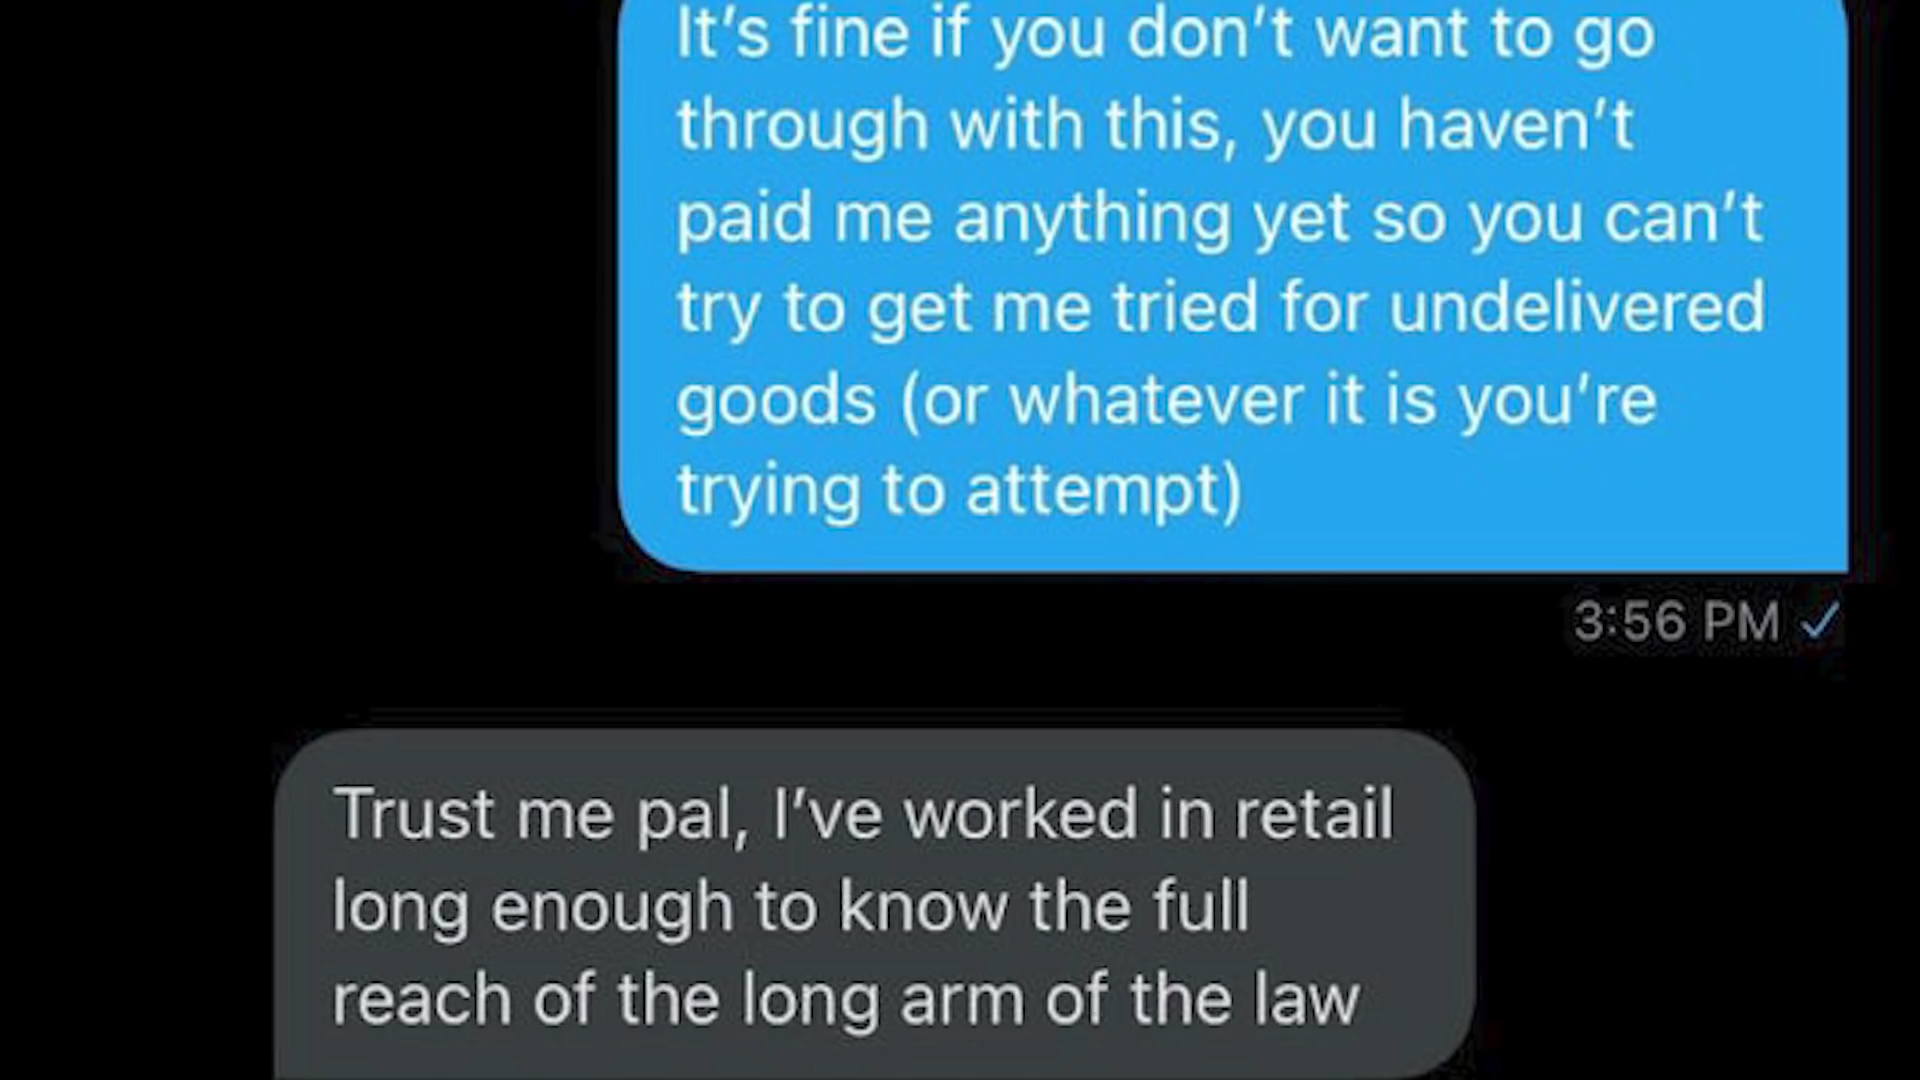 It’s fine if you don’t want to go
through with this, you haven’t
paid me anything yet so you can’t
try to get me tried for undelivered
goods (or whatever it is you’re
trying to attempt)
3:56 PM ✓
Trust me pal, I’ve worked in retail
long enough to know the full
reach of the long arm of the law